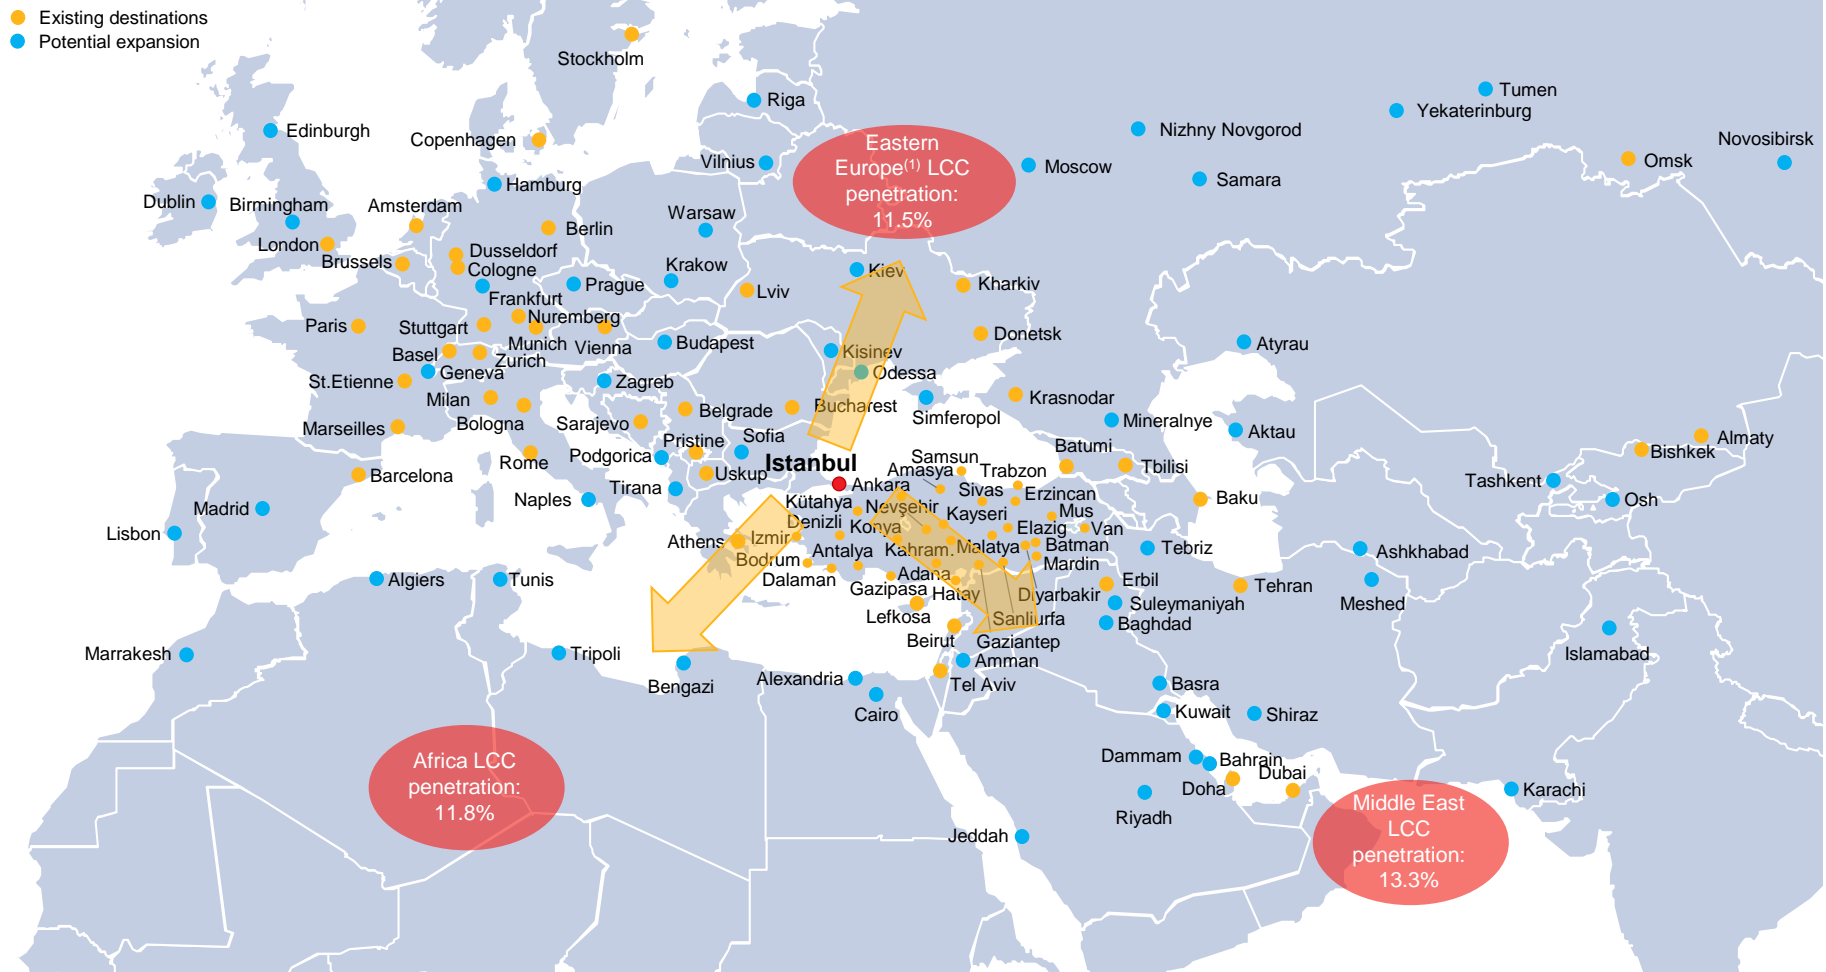 Existing destinations
Potential expansion
Stockholm
Riga
Tumen
Yekaterinburg
Edinburgh
Copenhagen
Nizhny Novgorod
Novosibirsk
Eastern
Europe(1) LCC
penetration:
11.5%
Vilnius
Moscow
Omsk
Samara
Hamburg
Dublin
Birmingham
Amsterdam
Warsaw
Berlin
London
Brussels
Dusseldorf
Cologne
Krakow
Kiev
Prague
Kharkiv
Frankfurt
Lviv
Paris
Stuttgart
Nuremberg
Donetsk
Munich
Vienna
Budapest
Kisinev
Atyrau
Basel
Zurich
Geneva
Odessa
St.Etienne
Zagreb
Milan
Krasnodar
Belgrade
Bucharest
Simferopol
Mineralnye
Bologna
Sarajevo
Marseilles
Aktau
Pristine
Sofia
Almaty
Batumi
Bishkek
Podgorica
Samsun
Rome
Istanbul
Amasya
Trabzon
Tbilisi
Barcelona
Uskup
Tashkent
Ankara
Tirana
Sivas
Erzincan
Baku
Osh
Naples
Kütahya
Nevşehir
Madrid
Kayseri
Mus
Denizli
Konya
Elazig
Van
Lisbon
Athens
Izmir
Antalya
Kahram.
Malatya
Batman
Tebriz
Ashkhabad
Bodrum
Mardin
Dalaman
Adana
Algiers
Tunis
Erbil
Tehran
Gazipasa
Hatay
Diyarbakir
Suleymaniyah
Meshed
Lefkosa
Sanliurfa
Baghdad
Beirut
Gaziantep
Marrakesh
Tripoli
Islamabad
Amman
Bengazi
Alexandria
Tel Aviv
Basra
Cairo
Kuwait
Shiraz
Dammam
Bahrain
Dubai
Africa LCC
penetration:
11.8%
Doha
Karachi
Riyadh
Middle East
LCC
penetration:
13.3%
Jeddah